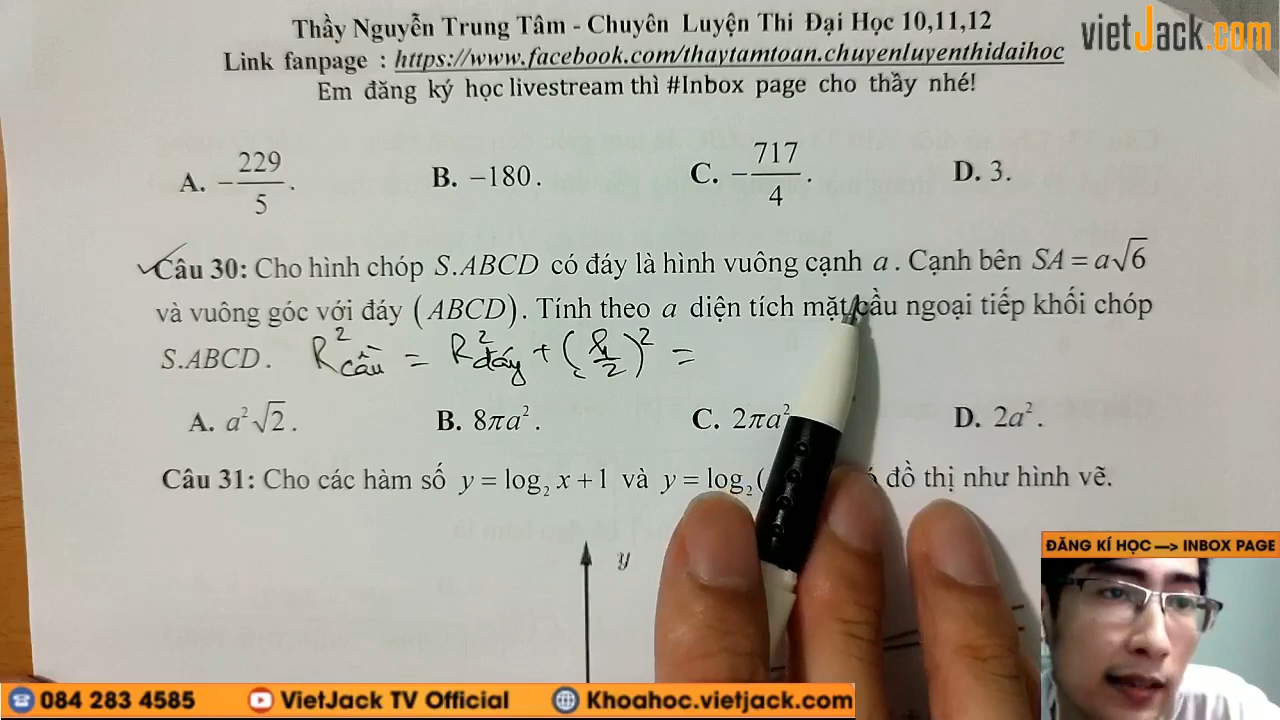 Thầy Nguyễn Trung Tâm - Chuyên Luyện Thi Đại Học 10,11,12
vietJack.com
Link fanpage : https://www.facebook.com/thaytamtoan.chuyenluyenthidaihoc
Em đăng ký học livestream thì #Inbox page cho thầy nhé!
A. -229/5. B. -180. C. -717/4. D. 3.
Câu 30: Cho hình chóp S.ABCD có đáy là hình vuông cạnh a. Cạnh bên SA = a√6
và vuông góc với đáy (ABCD). Tính theo a diện tích mặt cầu ngoại tiếp khối chóp
S.ABCD. R²cầu = R²đáy + (h/2)² =
A. a²√2. B. 8πa². C. 2πa² D. 2a².
Câu 31: Cho các hàm số y = log₂ x + 1 và y = log₂( đồ thị như hình vẽ.
y
ĐĂNG KÍ HỌC —> INBOX PAGE
084 283 4585 VietJack TV Official Khoahoc.vietjack.com